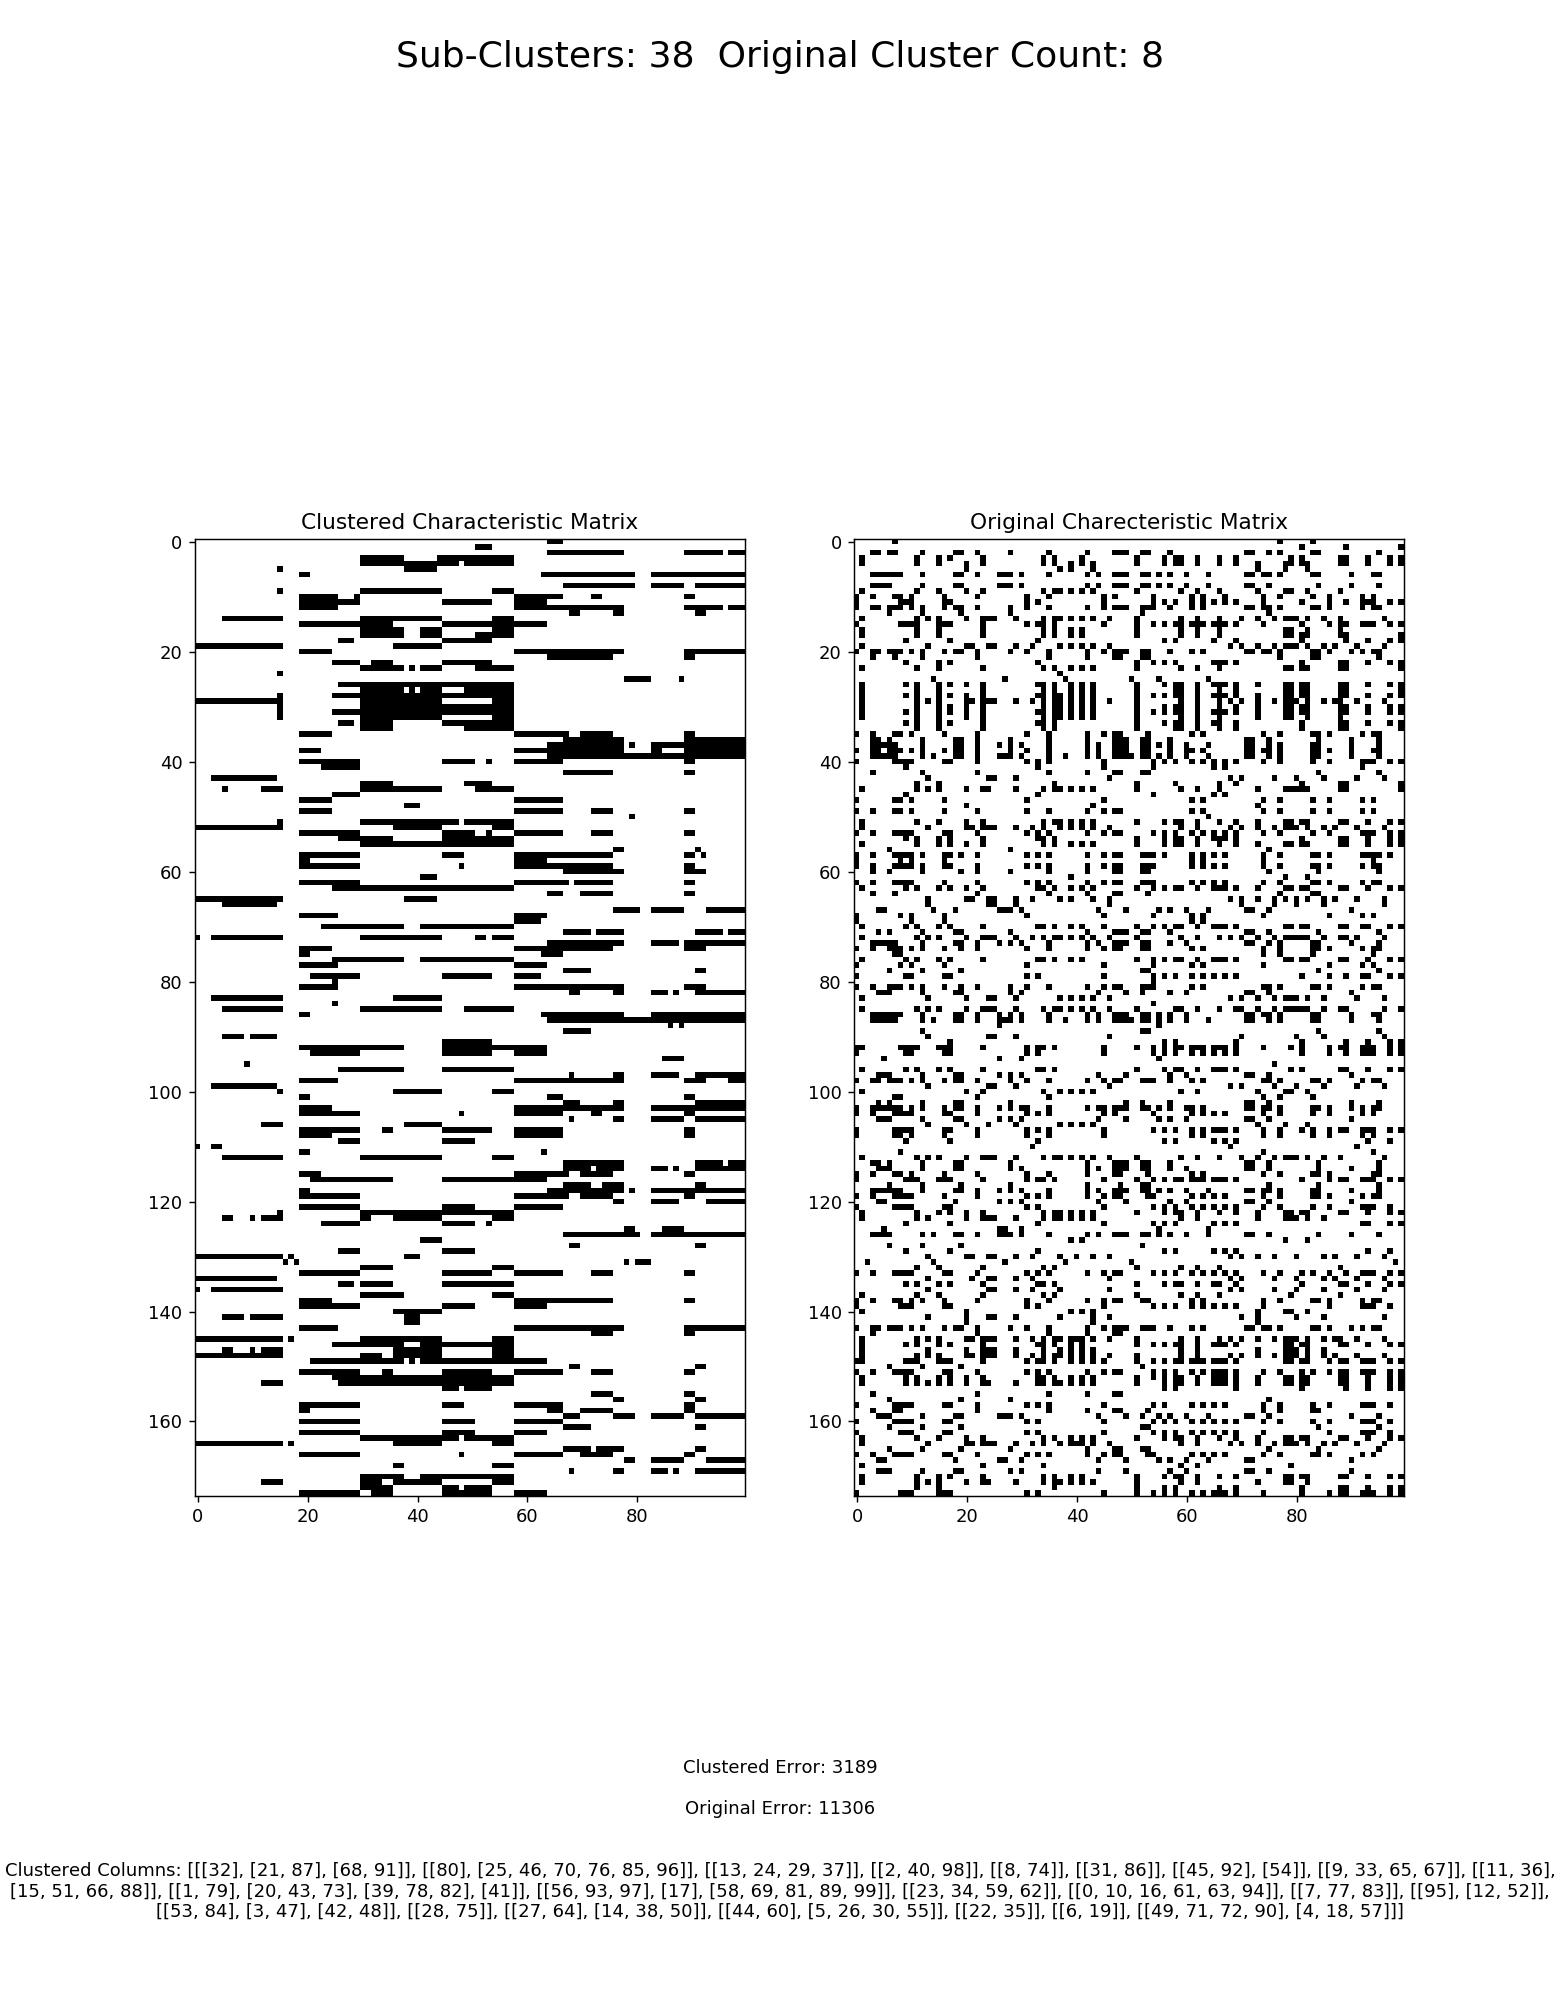 Sub-Clusters: 38  Original Cluster Count: 8
Clustered Characteristic Matrix
0
20
40
60
80
100
120
140
160
0 20 40 60 80
Original Charecteristic Matrix
0
20
40
60
80
100
120
140
160
0 20 40 60 80
Clustered Error: 3189
Original Error: 11306
Clustered Columns: [[[32], [21, 87], [68, 91]], [[80], [25, 46, 70, 76, 85, 96]], [[13, 24, 29, 37]], [[2, 40, 98]], [[8, 74]], [[31, 86]], [[45, 92], [54]], [[9, 33, 65, 67]], [[11, 36],
[15, 51, 66, 88]], [[1, 79], [20, 43, 73], [39, 78, 82], [41]], [[56, 93, 97], [17], [58, 69, 81, 89, 99]], [[23, 34, 59, 62]], [[0, 10, 16, 61, 63, 94]], [[7, 77, 83]], [[95], [12, 52]],
[[53, 84], [3, 47], [42, 48]], [[28, 75]], [[27, 64], [14, 38, 50]], [[44, 60], [5, 26, 30, 55]], [[22, 35]], [[6, 19]], [[49, 71, 72, 90], [4, 18, 57]]]